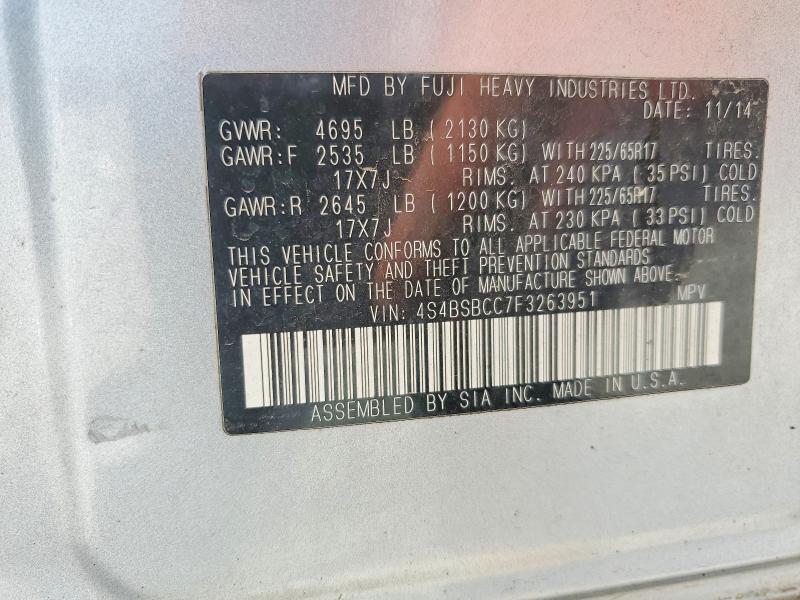 MFD BY FUJI HEAVY INDUSTRIES LTD.
DATE: 11/14
GVWR: 4695 LB ( 2130 KG)
GAWR:F 2535 LB ( 1150 KG) WITH 225/65R17 TIRES.
17X7J RIMS. AT 240 KPA ( 35 PSI) COLD
GAWR:R 2645 LB ( 1200 KG) WITH 225/65R17 TIRES.
17X7J RIMS. AT 230 KPA ( 33 PSI) COLD
THIS VEHICLE CONFORMS TO ALL APPLICABLE FEDERAL MOTOR
VEHICLE SAFETY AND THEFT PREVENTION STANDARDS
IN EFFECT ON THE DATE OF MANUFACTURE SHOWN ABOVE.
VIN: 4S4BSBCC7F3263951 MPV
ASSEMBLED BY SIA INC. MADE IN U.S.A.